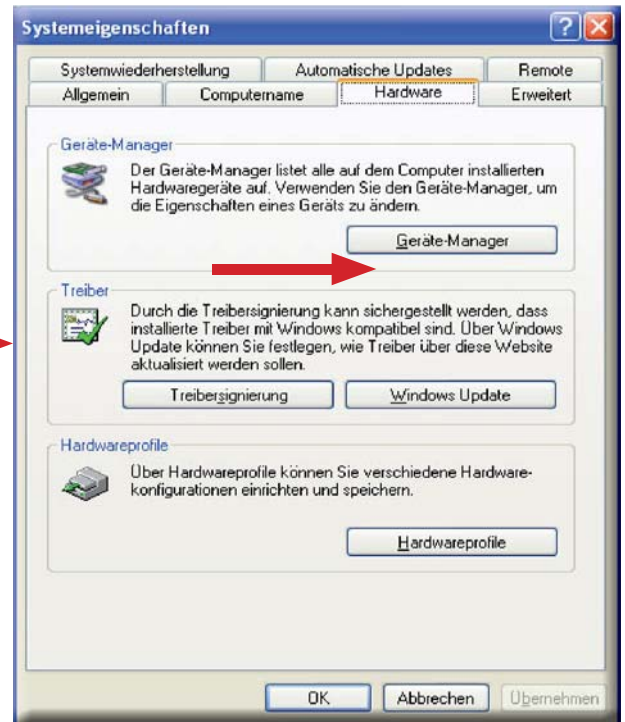 Systemeigenschaften
Systemwiederherstellung Automatische Updates Remote
Allgemein Computername Hardware Erweitert
Geräte-Manager
Der Geräte-Manager listet alle auf dem Computer installierten
Hardwaregeräte auf. Verwenden Sie den Geräte-Manager, um
die Eigenschaften eines Geräts zu ändern.
Geräte-Manager
Treiber
Durch die Treibersignierung kann sichergestellt werden, dass
installierte Treiber mit Windows kompatibel sind. Über Windows
Update können Sie festlegen, wie Treiber über diese Website
aktualisiert werden sollen.
Treibersignierung Windows Update
Hardwareprofile
Über Hardwareprofile können Sie verschiedene Hardware-
konfigurationen einrichten und speichern.
Hardwareprofile
OK Abbrechen Übernehmen